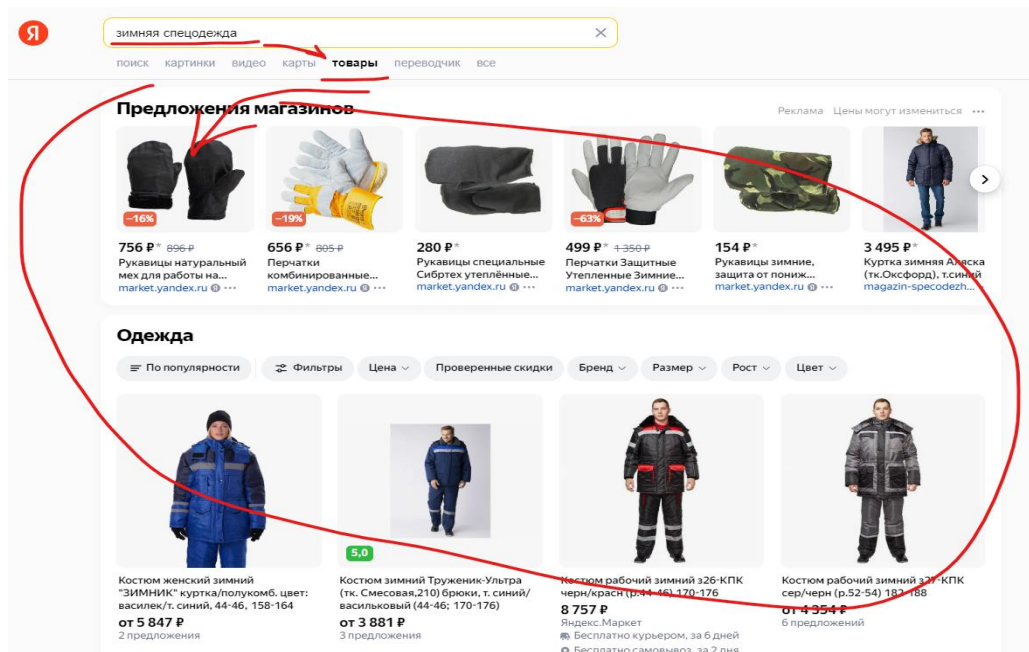 Я
зимняя спецодежда
поиск картинки видео карты товары переводчик все
Предложения магазинов
Реклама Цены могут измениться
–16%
–19%
–63%
756 ₽* 896 ₽
Рукавицы натуральный
мех для работы на...
market.yandex.ru
656 ₽* 805 ₽
Перчатки
комбинированные...
market.yandex.ru
280 ₽*
Рукавицы специальные
Сибртех утеплённые...
market.yandex.ru
499 ₽* 1 350 ₽
Перчатки Защитные
Утепленные Зимние...
market.yandex.ru
154 ₽*
Рукавицы зимние,
защита от пониж...
market.yandex.ru
3 495 ₽*
Куртка зимняя Аляска
(тк.Оксфорд), т.синий
magazin-specodezh...
Одежда
По популярности Фильтры Цена Проверенные скидки Бренд Размер Рост Цвет
5,0
Костюм женский зимний
"ЗИМНИК" куртка/полукомб. цвет:
василек/т. синий, 44-46, 158-164
от 5 847 ₽
2 предложения
Костюм зимний Труженик-Ультра
(тк. Смесовая,210) брюки, т. синий/
васильковый (44-46; 170-176)
от 3 881 ₽
3 предложения
Костюм рабочий зимний з26-КПК
черн/красн (р.44-46) 170-176
8 757 ₽
Яндекс.Маркет
Бесплатно курьером, за 6 дней
Бесплатно самовывоз, за 2 дня
Костюм рабочий зимний з27-КПК
сер/черн (р.52-54) 182-188
от 4 354 ₽
6 предложений